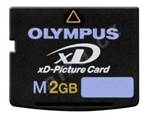 OLYMPUS
xD
xD-Picture Card
M 2GB